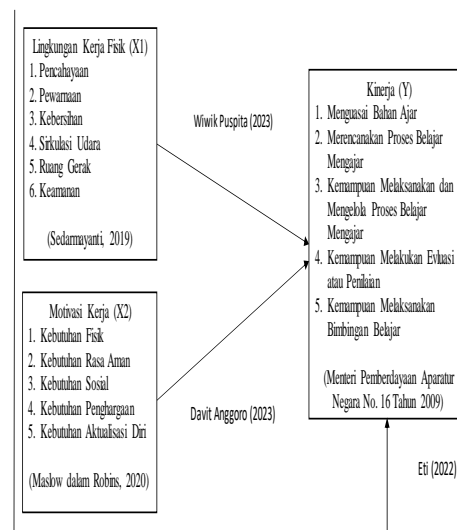 Lingkungan Kerja Fisik (X1)
1. Pencahayaan
2. Pewarnaan
3. Kebersihan
4. Sirkulasi Udara
5. Ruang Gerak
6. Keamanan
(Sedarmayanti, 2019)
Wiwik Puspita (2023)
Kinerja (Y)
1. Menguasai Bahan Ajar
2. Merencanakan Proses Belajar
Mengajar
3. Kemampuan Melaksanakan dan
Mengelola Proses Belajar
Mengajar
4. Kemampuan Melakukan Evluasi
atau Penilaian
5. Kemampuan Melaksanakan
Bimbingan Belajar
(Menteri Pemberdayaan Aparatur
Negara No. 16 Tahun 2009)
Motivasi Kerja (X2)
1. Kebutuhan Fisik
2. Kebutuhan Rasa Aman
3. Kebutuhan Sosial
4. Kebutuhan Penghargaan
5. Kebutuhan Aktualisasi Diri
(Maslow dalam Robins, 2020)
Davit Anggoro (2023)
Eti (2022)